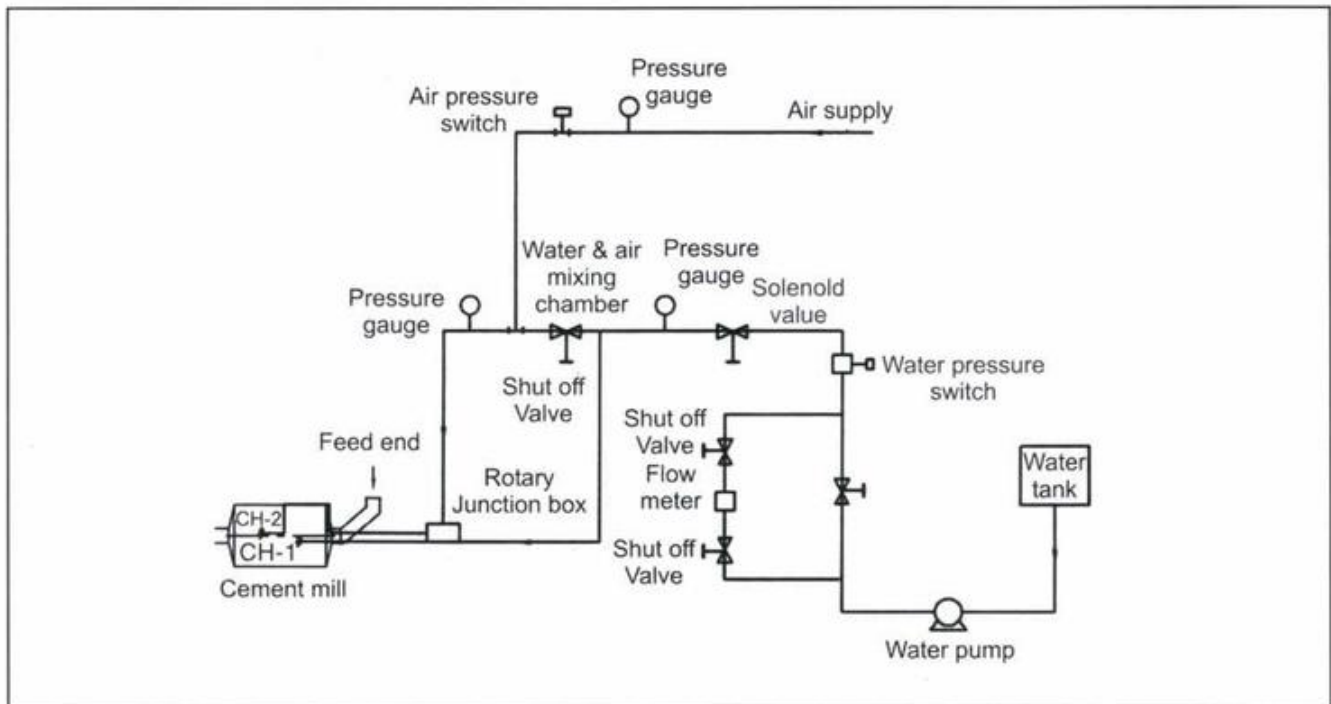 Pressure
gauge
Air pressure
switch
Air supply
Water & air
mixing
chamber
Pressure
gauge
Pressure
gauge
Solenold
value
Shut off
Valve
Water pressure
switch
Shut off
Valve
Feed end
Flow
meter
Water
tank
Rotary
Junction box
CH-2
CH-1
Shut off
Valve
Cement mill
Water pump